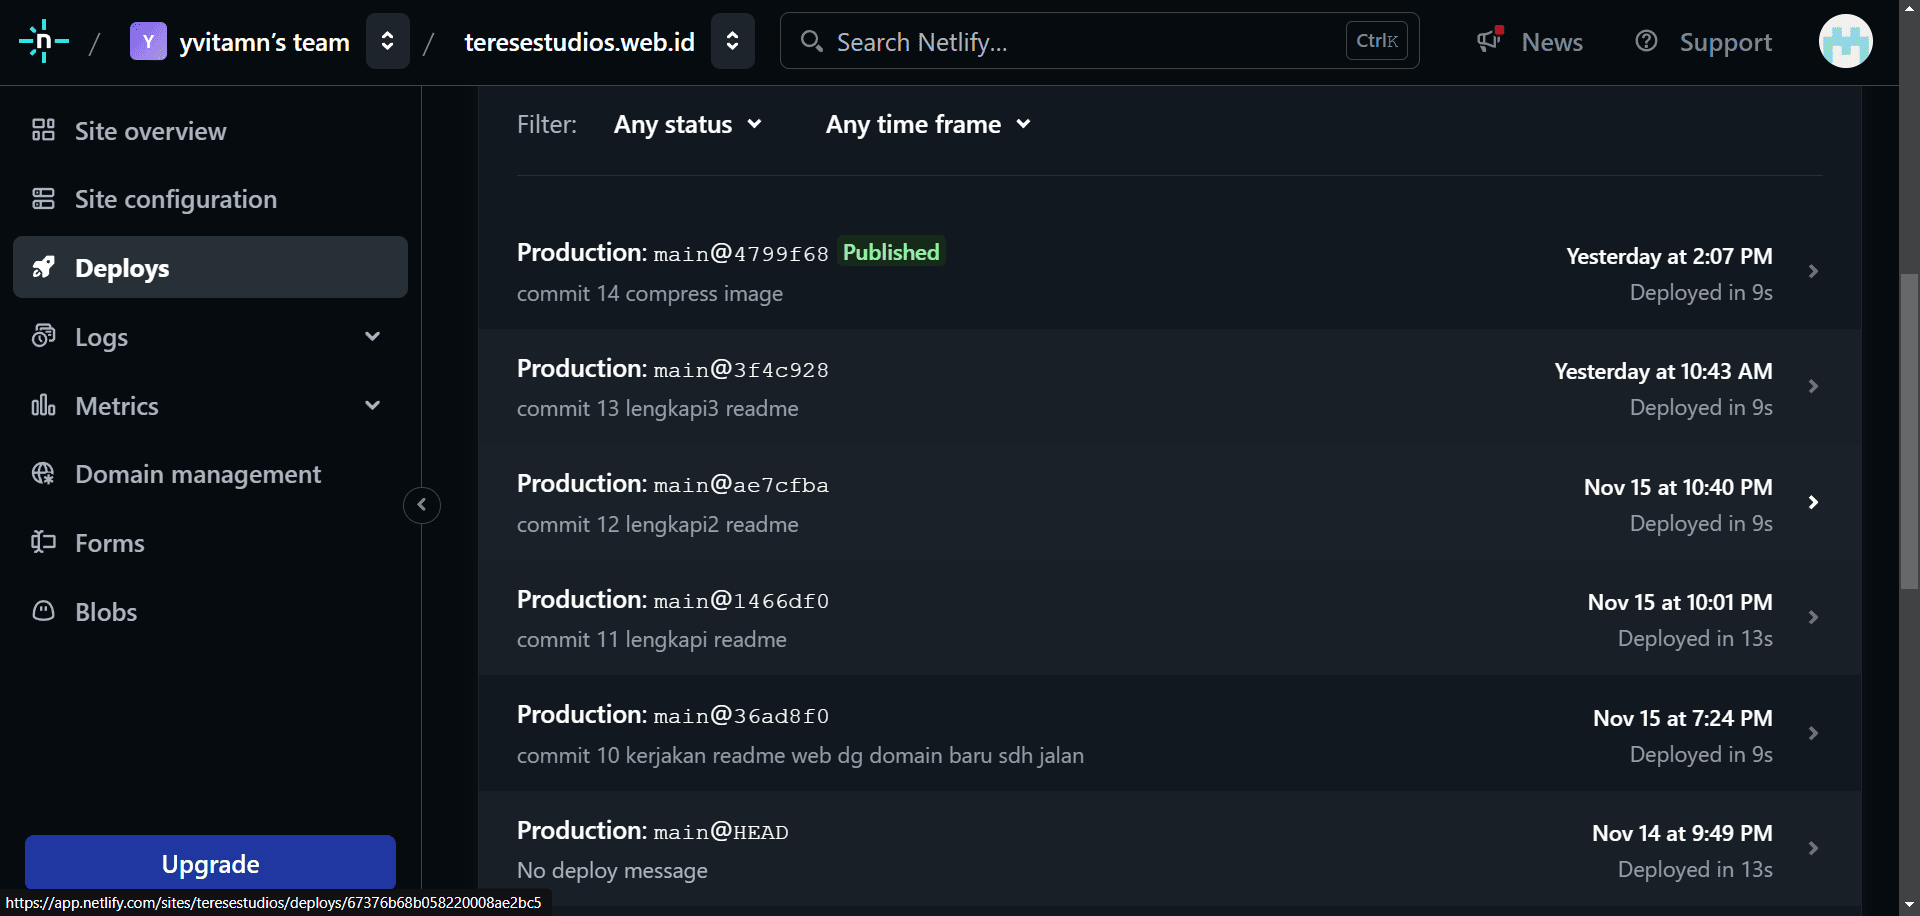 n / Y yvitamn's team / teresestudios.web.id Search Netlify... CtrlK News Support
Site overview
Site configuration
Deploys
Logs
Metrics
Domain management
Forms
Blobs
Upgrade
Filter: Any status Any time frame
Production: main@4799f68 Published
commit 14 compress image
Yesterday at 2:07 PM
Deployed in 9s
Production: main@3f4c928
commit 13 lengkapi3 readme
Yesterday at 10:43 AM
Deployed in 9s
Production: main@ae7cfba
commit 12 lengkapi2 readme
Nov 15 at 10:40 PM
Deployed in 9s
Production: main@1466df0
commit 11 lengkapi readme
Nov 15 at 10:01 PM
Deployed in 13s
Production: main@36ad8f0
commit 10 kerjakan readme web dg domain baru sdh jalan
Nov 15 at 7:24 PM
Deployed in 9s
Production: main@HEAD
No deploy message
Nov 14 at 9:49 PM
Deployed in 13s
https://app.netlify.com/sites/teresestudios/deploys/67376b68b058220008ae2bc5